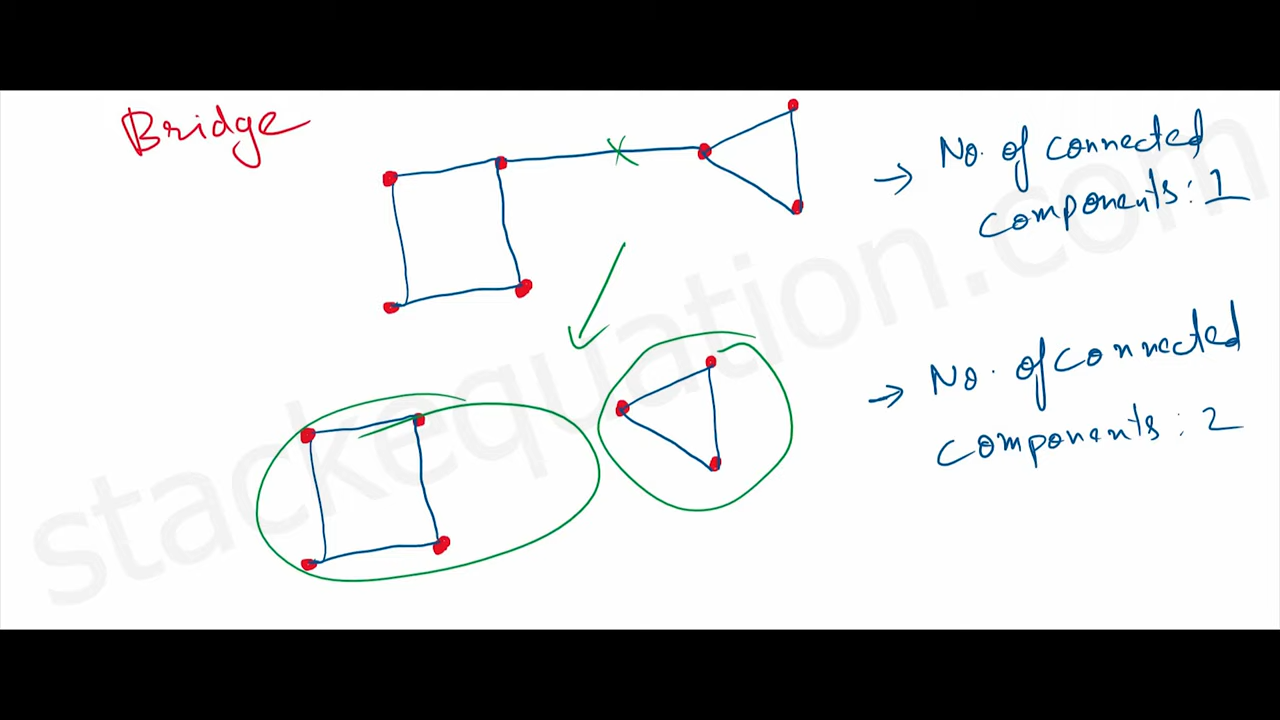 Bridge
→ No. of connected
components: 1
→ No. of connected
components: 2
stackequation.com